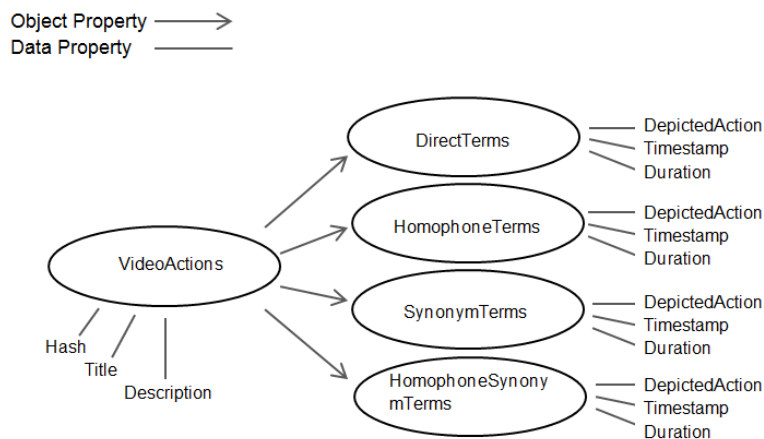 Object Property
Data Property
DirectTerms
DepictedAction
Timestamp
Duration
HomophoneTerms
DepictedAction
Timestamp
Duration
VideoActions
SynonymTerms
DepictedAction
Timestamp
Duration
Hash
Title
Description
HomophoneSynony
mTerms
DepictedAction
Timestamp
Duration